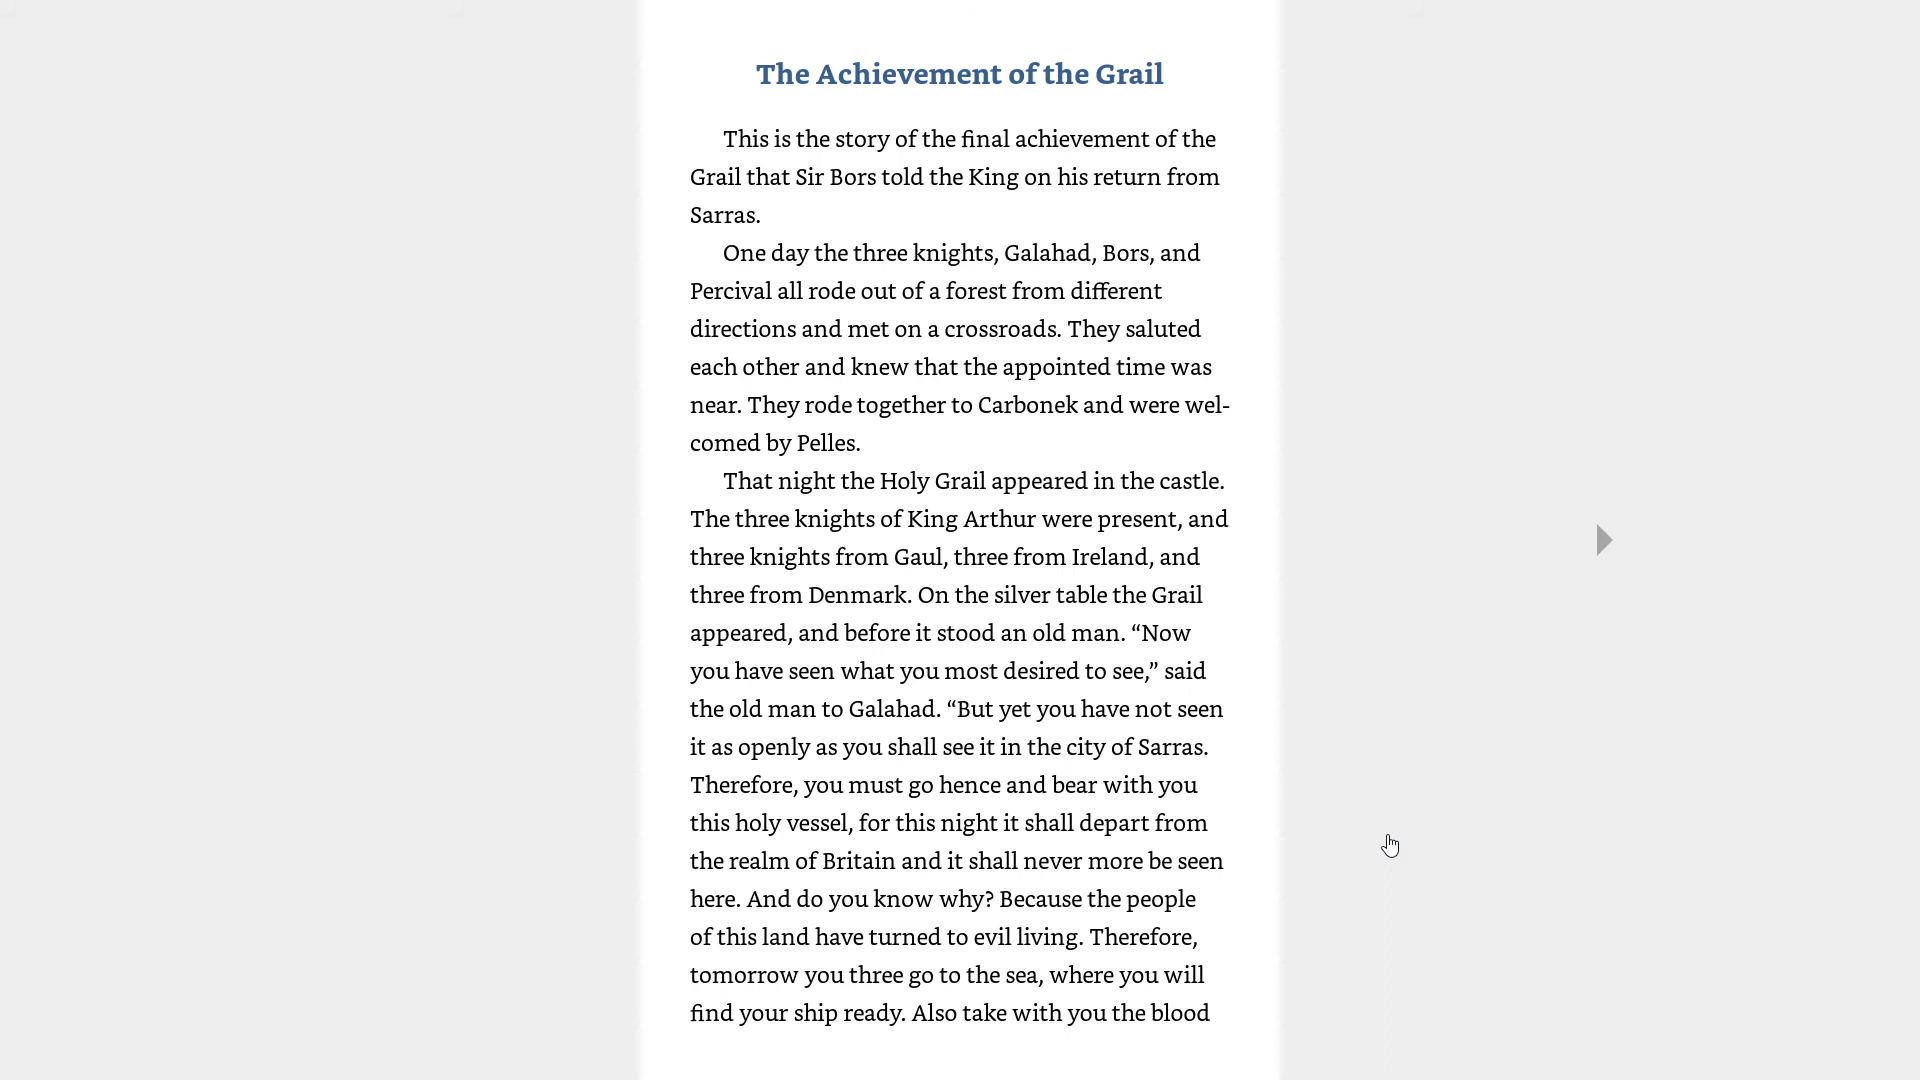 The Achievement of the Grail
This is the story of the final achievement of the
Grail that Sir Bors told the King on his return from
Sarras.
One day the three knights, Galahad, Bors, and
Percival all rode out of a forest from different
directions and met on a crossroads. They saluted
each other and knew that the appointed time was
near. They rode together to Carbonek and were wel-
comed by Pelles.
That night the Holy Grail appeared in the castle.
The three knights of King Arthur were present, and
three knights from Gaul, three from Ireland, and
three from Denmark. On the silver table the Grail
appeared, and before it stood an old man. “Now
you have seen what you most desired to see,” said
the old man to Galahad. “But yet you have not seen
it as openly as you shall see it in the city of Sarras.
Therefore, you must go hence and bear with you
this holy vessel, for this night it shall depart from
the realm of Britain and it shall never more be seen
here. And do you know why? Because the people
of this land have turned to evil living. Therefore,
tomorrow you three go to the sea, where you will
find your ship ready. Also take with you the blood